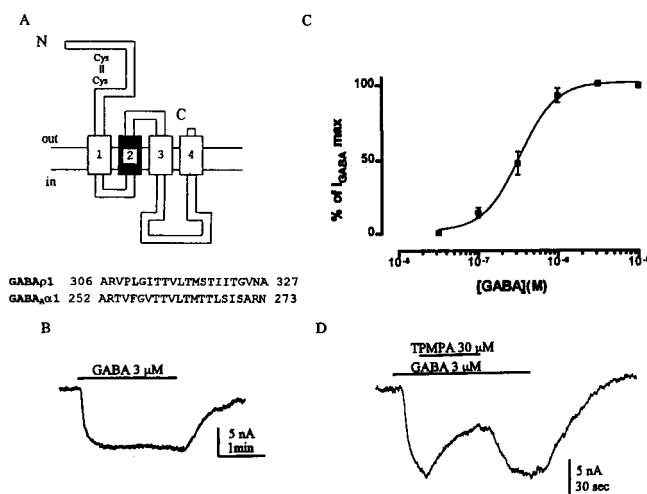 A
N
Cys
Cys
C
out
1
2
3
4
in
GABAρ1 306 ARVPLGITTVLTMSTIITGVNA 327
GABA_Aα1 252 ARTVFGVTTVLTMTTLSISARN 273
C
% of I_GABA max
100
50
0
10⁻⁸
10⁻⁷
10⁻⁶
10⁻⁵
[GABA](M)
B
GABA 3 µM
5 nA
1min
D
TPMPA 30 µM
GABA 3 µM
5 nA
30 sec